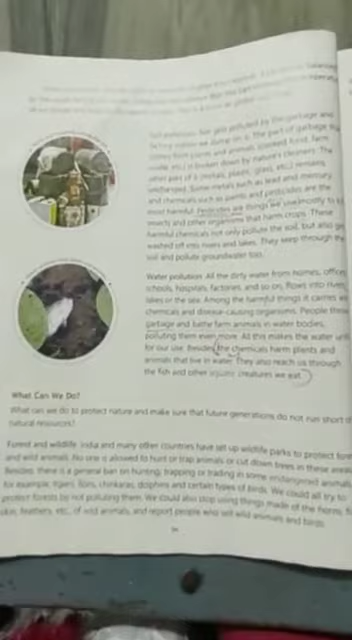 Soil pollution: Soil gets polluted by the garbage and
factory waste we dump on it. The part of garbage that
comes from plants and animals (cooked food, farm
waste, etc.) is broken down by nature's cleaners. The
other part of it (metals, plastic, glass, etc.) remains
unchanged. Some metals such as lead and mercury
and chemicals such as paints and pesticides are the
most harmful. Pesticides are things we use mostly to kill
insects and other organisms that harm crops. These
harmful chemicals not only pollute the soil, but also get
washed off into rivers and lakes. They seep through the
soil and pollute groundwater too.
Water pollution: All the dirty water from homes, offices,
schools, hospitals, factories, and so on, flows into rivers,
lakes or the sea. Among the harmful things it carries are
chemicals and disease-causing organisms. People throw
garbage and bathe farm animals in water bodies,
polluting them even more. All this makes the water unfit
for our use. Besides, the chemicals harm plants and
animals that live in water. They also reach us through
the fish and other aquatic creatures we eat.
What Can We Do?
What can we do to protect nature and make sure that future generations do not run short of
natural resources?
Forest and wildlife: India and many other countries have set up wildlife parks to protect forests
and wild animals. No one is allowed to hunt or trap animals or cut down trees in these areas.
Besides, there is a general ban on hunting, trapping or trading in some endangered animals,
for example, tigers, lions, chinkaras, dolphins and certain types of birds. We could all try to
protect forests by not polluting them. We could also stop using things made of the horns,
skin, feathers, etc., of wild animals, and report people who sell wild animals and birds.